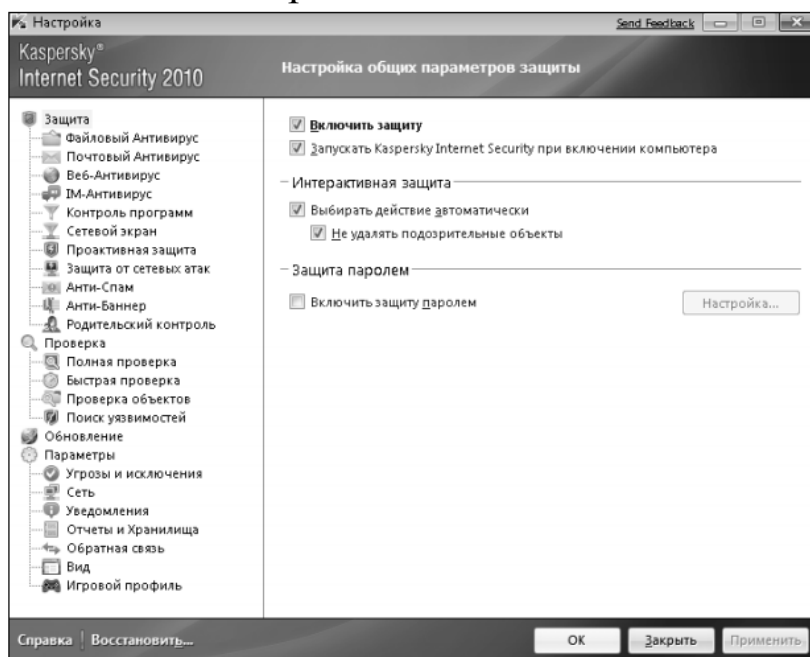 Настройка
Send Feedback
Kaspersky®
Internet Security 2010
Настройка общих параметров защиты
Защита
Файловый Антивирус
Почтовый Антивирус
Веб-Антивирус
IM-Антивирус
Контроль программ
Сетевой экран
Проактивная защита
Защита от сетевых атак
Анти-Спам
Анти-Баннер
Родительский контроль
Проверка
Полная проверка
Быстрая проверка
Проверка объектов
Поиск уязвимостей
Обновление
Параметры
Угрозы и исключения
Сеть
Уведомления
Отчеты и Хранилища
Обратная связь
Вид
Игровой профиль
Включить защиту
Запускать Kaspersky Internet Security при включении компьютера
Интерактивная защита
Выбирать действие автоматически
Не удалять подозрительные объекты
Защита паролем
Включить защиту паролем
Настройка...
Справка
Восстановить...
ОК
Закрыть
Применить